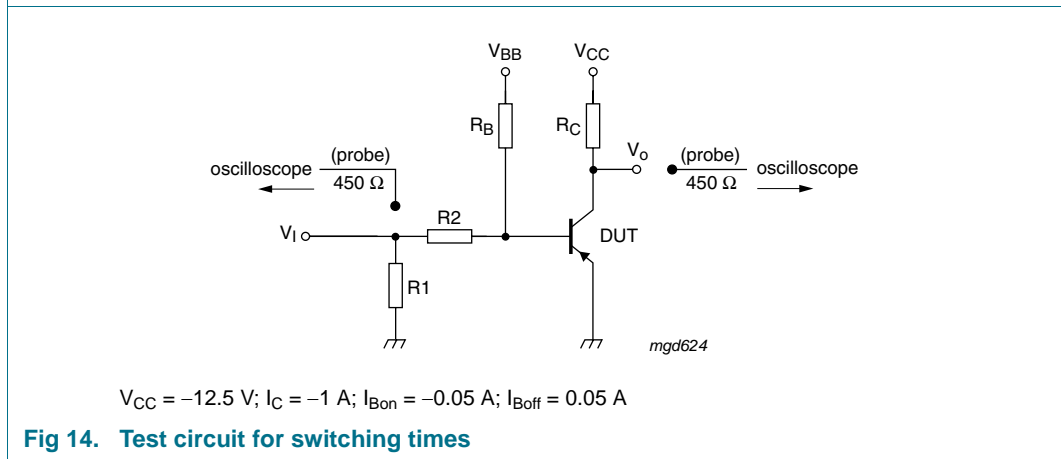 VBB VCC
RB RC
oscilloscope (probe) 450 Ω
Vo (probe) 450 Ω oscilloscope
R2
VI
DUT
R1
mgd624
VCC = −12.5 V; IC = −1 A; IBon = −0.05 A; IBoff = 0.05 A
Fig 14. Test circuit for switching times